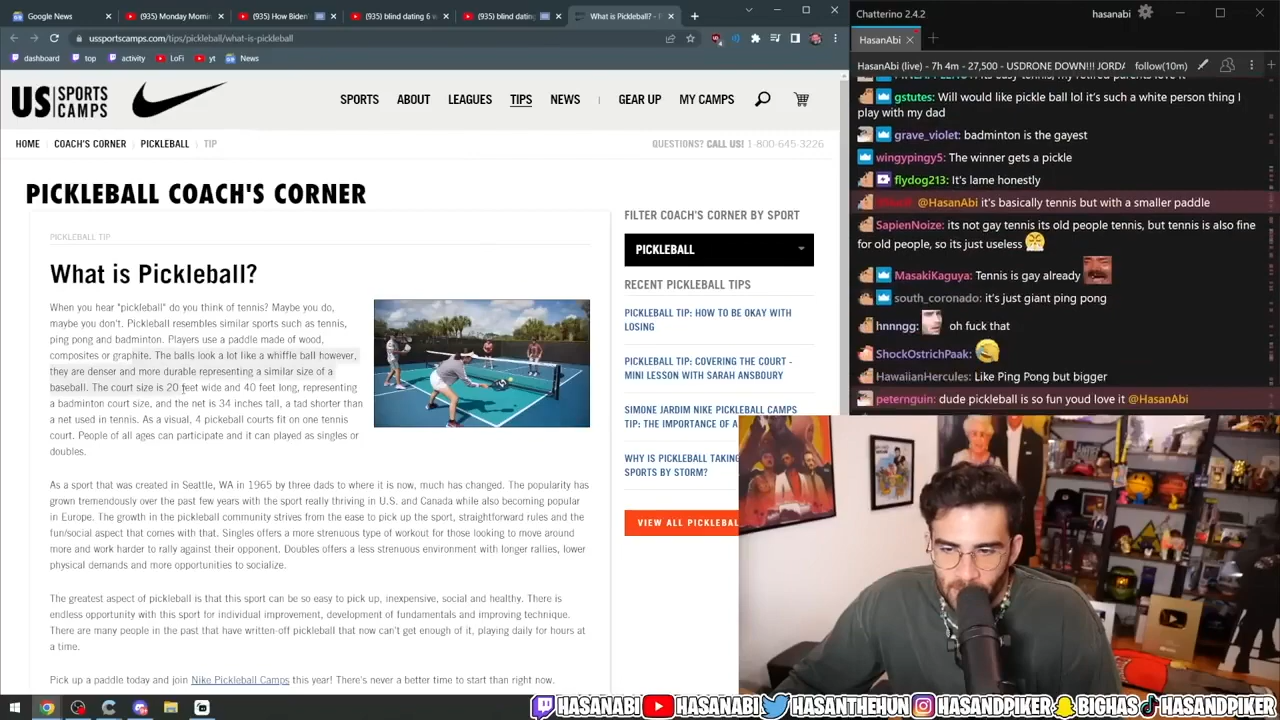 Google News
(935) Monday Mornin
(935) How Biden
(935) blind dating 6
(935) blind dating
What is Pickleball? -
ussportscamps.com/tips/pickleball/what-is-pickleball
dashboard
top
activity
LoFi
yt
News
US SPORTS CAMPS
SPORTS
ABOUT
LEAGUES
TIPS
NEWS
GEAR UP
MY CAMPS
HOME
COACH'S CORNER
PICKLEBALL
TIP
QUESTIONS? CALL US! 1-800-645-3226
PICKLEBALL COACH'S CORNER
PICKLEBALL TIP
What is Pickleball?
When you hear "pickleball" do you think of tennis? Maybe you do,
maybe you don't. Pickleball resembles similar sports such as tennis,
ping pong and badminton. Players use a paddle made of wood,
composites or graphite. The balls look a lot like a whiffle ball however,
they are denser and more durable representing a similar size of a
baseball. The court size is 20 feet wide and 40 feet long, representing
a badminton court size, and the net is 34 inches tall, a tad shorter than
a net used in tennis. As a visual, 4 pickleball courts fit on one tennis
court. People of all ages can participate and it can played as singles or
doubles.
As a sport that was created in Seattle, WA in 1965 by three dads to where it is now, much has changed. The popularity has
grown tremendously over the past few years with the sport really thriving in U.S. and Canada while also becoming popular
in Europe. The growth in the pickleball community strives from the ease to pick up the sport, straightforward rules and the
fun/social aspect that comes with that. Singles offers a more strenuous type of workout for those looking to move around
more and work harder to rally against their opponent. Doubles offers a less strenuous environment with longer rallies, lower
physical demands and more opportunities to socialize.
The greatest aspect of pickleball is that this sport can be so easy to pick up, inexpensive, social and healthy. There is
endless opportunity with this sport for individual improvement, development of fundamentals and improving technique.
There are many people in the past that have written-off pickleball that now can't get enough of it, playing daily for hours at
a time.
Pick up a paddle today and join Nike Pickleball Camps this year! There's never a better time to start than right now.
FILTER COACH'S CORNER BY SPORT
PICKLEBALL
RECENT PICKLEBALL TIPS
PICKLEBALL TIP: HOW TO BE OKAY WITH
LOSING
PICKLEBALL TIP: COVERING THE COURT -
MINI LESSON WITH SARAH ANSBOURY
SIMONE JARDIM NIKE PICKLEBALL CAMPS
TIP: THE IMPORTANCE OF A
WHY IS PICKLEBALL TAKING
SPORTS BY STORM?
VIEW ALL PICKLEBAL
Chatterino 2.4.2
hasanabi
HasanAbi
HasanAbi (live) - 7h 4m - 27,500 - USDRONE DOWN!!! JORDA
follow(10m)
gstutes: Will would like pickle ball lol it's such a white person thing I
play with my dad
grave_violet: badminton is the gayest
wingypingy5: The winner gets a pickle
flydog213: It's lame honestly
@HasanAbi it's basically tennis but with a smaller paddle
SapienNoize: its not gay tennis its old people tennis, but tennis is also fine
for old people, so its just useless
MasakiKaguya: Tennis is gay already
south_coronado: it's just giant ping pong
hnnngg: oh fuck that
ShockOstrichPaak:
HawaiianHercules: Like Ping Pong but bigger
peternguin: dude pickleball is so fun youd love it @HasanAbi
HASANABI
HASANABI
HASANTHEHUN
HASANDPIKER
BIGHAS
HASANDPIKER